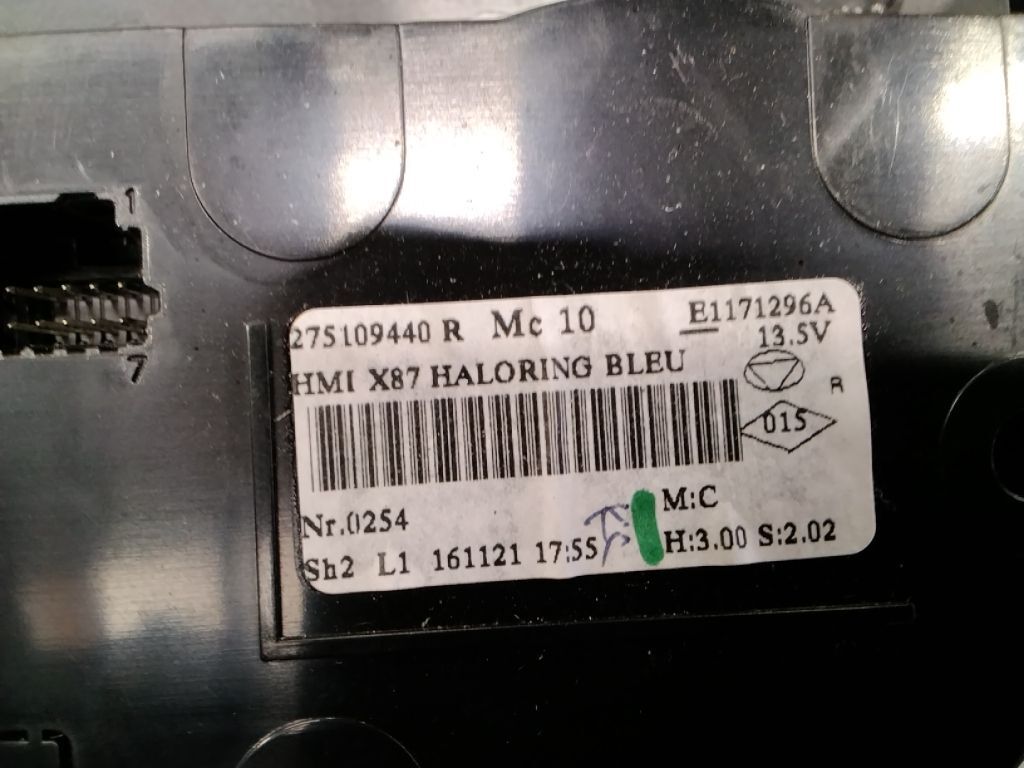 1
7
275109440 R Mc 10 E1171296A
13.5V
HMI X87 HALORING BLEU
R
015
Nr.0254
M:C
Sh2 L1 161121 17:55 H:3.00 S:2.02